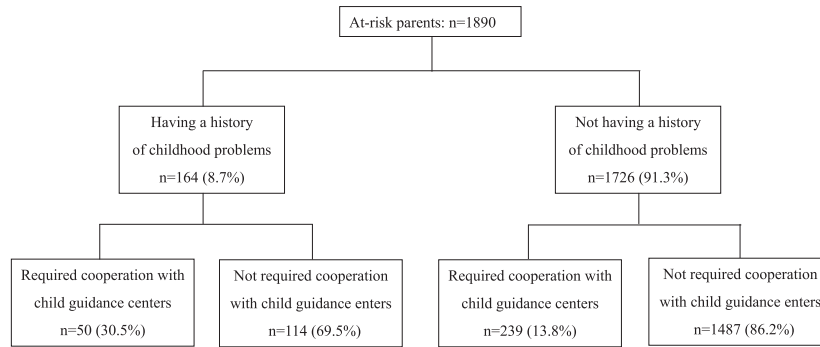 At-risk parents: n=1890
Having a history
of childhood problems
n=164 (8.7%)
Not having a history
of childhood problems
n=1726 (91.3%)
Required cooperation with
child guidance centers
n=50 (30.5%)
Not required cooperation
with child guidance enters
n=114 (69.5%)
Required cooperation with
child guidance centers
n=239 (13.8%)
Not required cooperation
with child guidance enters
n=1487 (86.2%)